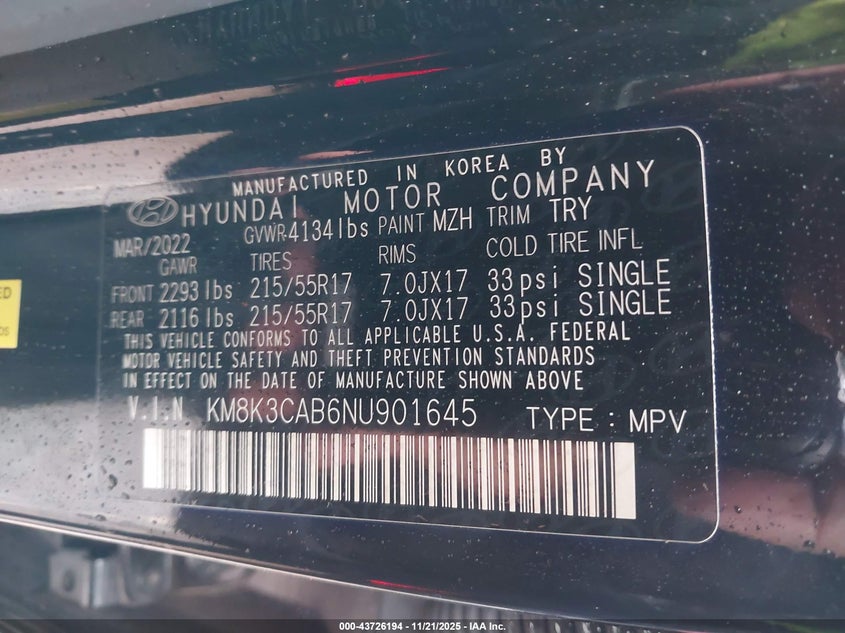 MANUFACTURED IN KOREA BY
HYUNDAI MOTOR COMPANY
MAR/2022 GVWR 4134lbs PAINT MZH TRIM TRY
GAWR TIRES RIMS COLD TIRE INFL
FRONT 2293 lbs 215/55R17 7.0JX17 33psi SINGLE
REAR 2116 lbs 215/55R17 7.0JX17 33psi SINGLE
THIS VEHICLE CONFORMS TO ALL APPLICABLE U.S.A. FEDERAL
MOTOR VEHICLE SAFETY AND THEFT PREVENTION STANDARDS
IN EFFECT ON THE DATE OF MANUFACTURE SHOWN ABOVE
V.I.N KM8K3CAB6NU901645 TYPE : MPV
000-43726194 - 11/21/2025 - IAA Inc.